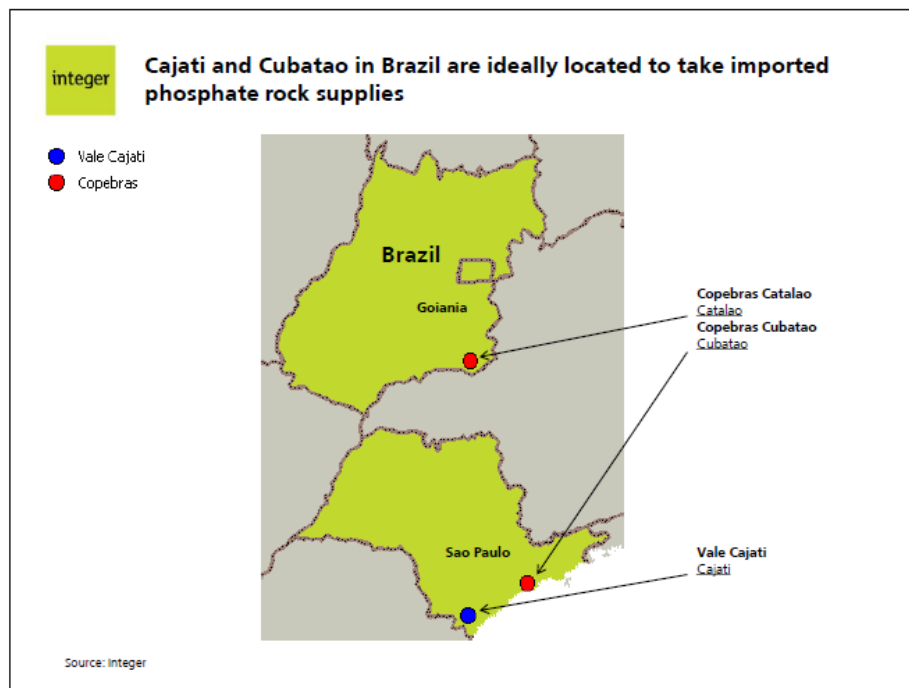 integer
Cajati and Cubatao in Brazil are ideally located to take imported
phosphate rock supplies
Vale Cajati
Copebras
Brazil
Goiania
Copebras Catalao
Catalao
Copebras Cubatao
Cubatao
Sao Paulo
Vale Cajati
Cajati
Source: Integer